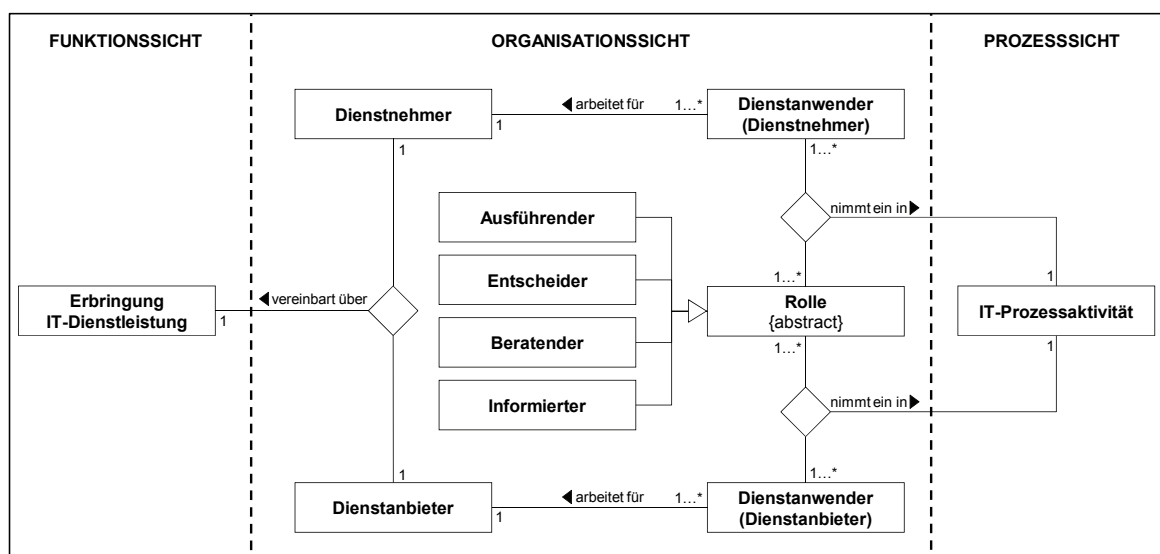 FUNKTIONSSICHT
ORGANISATIONSSICHT
PROZESSSICHT
Dienstnehmer
1
◀ arbeitet für
1…*
Dienstanwender
(Dienstnehmer)
1
1…*
Ausführender
nimmt ein in ▶
Entscheider
1…*
1
Erbringung
IT-Dienstleistung
1
◀ vereinbart über
Rolle
{abstract}
IT-Prozessaktivität
Beratender
1…*
1
Informierter
nimmt ein in ▶
1
1…*
Dienstanbieter
1
◀ arbeitet für
1…*
Dienstanwender
(Dienstanbieter)